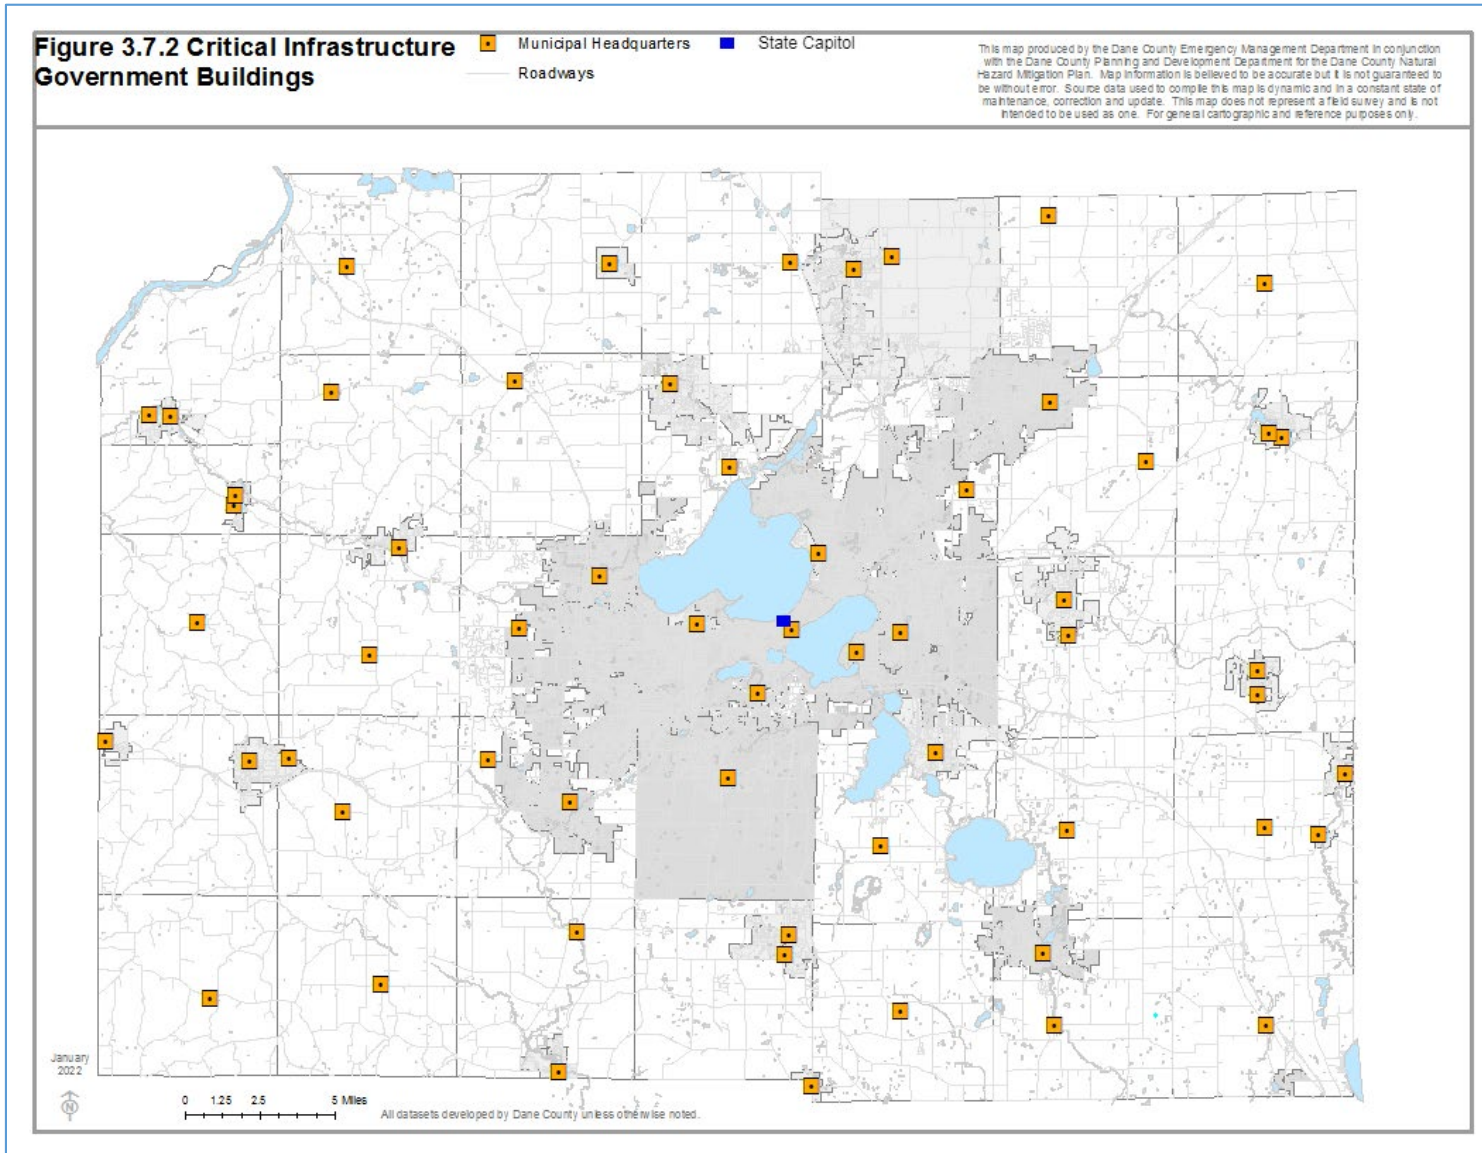 Figure 3.7.2 Critical Infrastructure
Government Buildings
Municipal Headquarters
State Capitol
Roadways
This map produced by the Dane County Emergency Management Department in conjunction
with the Dane County Planning and Development Department for the Dane County Natural
Hazard Mitigation Plan. Map information is believed to be accurate but it is not guaranteed to
be without error. Source data used to compile this map is dynamic and in a constant state of
maintenance, correction and update. This map does not represent a field survey and is not
intended to be used as one. For general cartographic and reference purposes only.
January
2022
N
0 1.25 2.5 5 Miles
All datasets developed by Dane County unless otherwise noted.